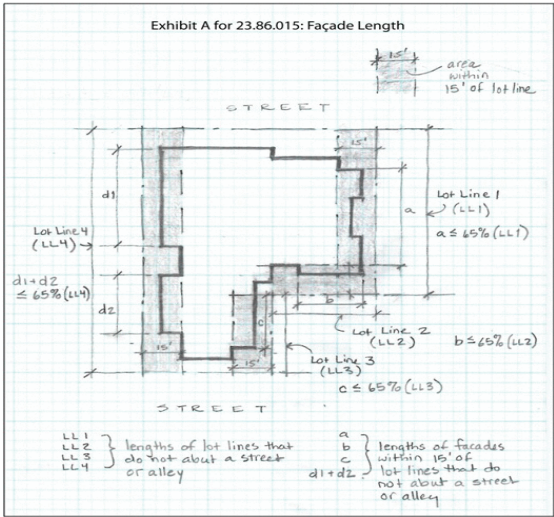 Exhibit A for 23.86.015: Façade Length
15'
area
within
15' of lot line
STREET
15'
d1
a
Lot Line 1
(LL1)
a ≤ 65% (LL1)
Lot Line 4
(LL4)
d1+d2
≤ 65% (LL4)
d2
b
c
Lot Line 2
(LL2)
b ≤ 65% (LL2)
15'
15'
Lot Line 3
(LL3)
c ≤ 65% (LL3)
STREET
LL1
LL2
LL3
LL4
lengths of lot lines that
do not abut a street
or alley
a
b
c
d1+d2
lengths of facades
within 15' of
lot lines that do
not abut a street
or alley